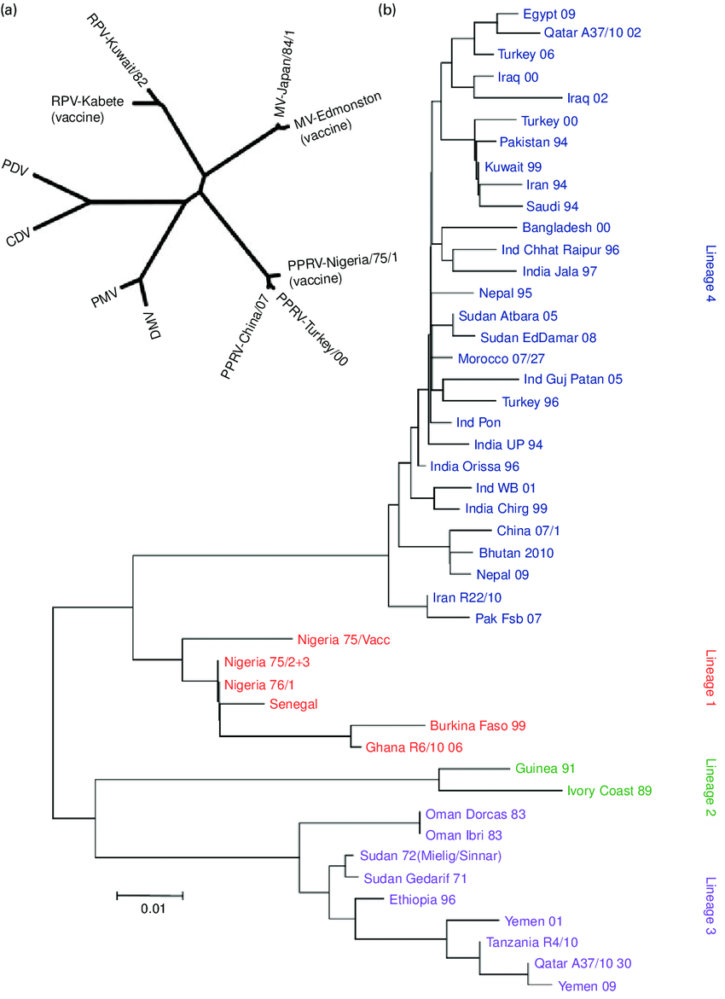 (a)
RPV-Kuwait/82
RPV-Kabete
(vaccine)
MV-Japan/84/1
MV-Edmonston
(vaccine)
PDV
CDV
PMV
DMV
PPRV-Nigeria/75/1
(vaccine)
PPRV-Turkey/00
PPRV-China/07
(b)
Egypt 09
Qatar A37/10 02
Turkey 06
Iraq 00
Iraq 02
Turkey 00
Pakistan 94
Kuwait 99
Iran 94
Saudi 94
Bangladesh 00
Ind Chhat Raipur 96
India Jala 97
Nepal 95
Sudan Atbara 05
Sudan EdDamar 08
Morocco 07/27
Ind Guj Patan 05
Turkey 96
Ind Pon
India UP 94
India Orissa 96
Ind WB 01
India Chirg 99
China 07/1
Bhutan 2010
Nepal 09
Iran R22/10
Pak Fsb 07
Lineage 4
Nigeria 75/Vacc
Nigeria 75/2+3
Nigeria 76/1
Senegal
Burkina Faso 99
Ghana R6/10 06
Lineage 1
Guinea 91
Ivory Coast 89
Lineage 2
Oman Dorcas 83
Oman Ibri 83
Sudan 72(Mielig/Sinnar)
Sudan Gedarif 71
Ethiopia 96
Yemen 01
Tanzania R4/10
Qatar A37/10 30
Yemen 09
Lineage 3
0.01